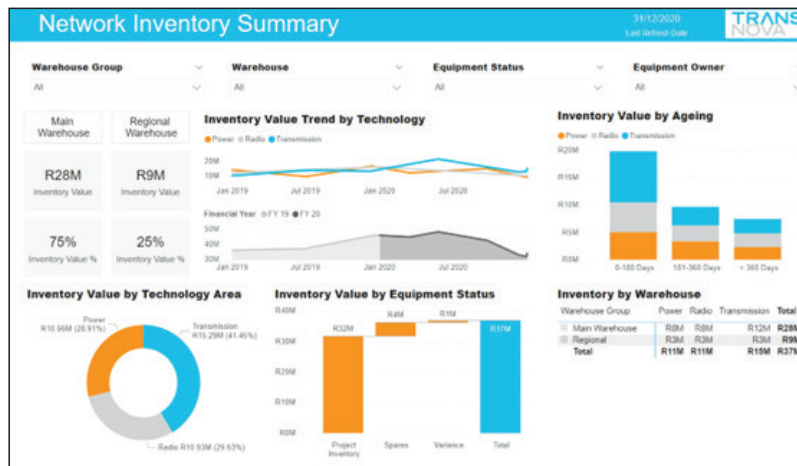 Network Inventory Summary
31/12/2020
Last Refresh Date
TRANS
NOVA
Warehouse Group
All
Warehouse
All
Equipment Status
All
Equipment Owner
All
Main
Warehouse
Regional
Warehouse
R28M
Inventory Value
R9M
Inventory Value
75%
Inventory Value %
25%
Inventory Value %
Inventory Value Trend by Technology
Power Radio Transmission
20M
10M
Jan 2019 Jul 2019 Jan 2020 Jul 2020
Financial Year FY 19 FY 20
50M
40M
30M
Jan 2019 Jul 2019 Jan 2020 Jul 2020
Inventory Value by Ageing
Power Radio Transmission
R20M
R15M
R10M
R5M
R0M
0-180 Days 181-360 Days + 360 Days
Inventory Value by Technology Area
Power
R10.66M (28.91%)
Transmission
R15.29M (41.45%)
Radio R10.93M (29.63%)
Inventory Value by Equipment Status
R40M
R30M
R20M
R10M
R0M
R32M
R4M
R1M
R37M
Project
Inventory
Spares
Variance
Total
Inventory by Warehouse
Warehouse Group Power Radio Transmission Total
Main Warehouse R8M R8M R12M R28M
Regional R3M R3M R3M R9M
Total R11M R11M R15M R37M